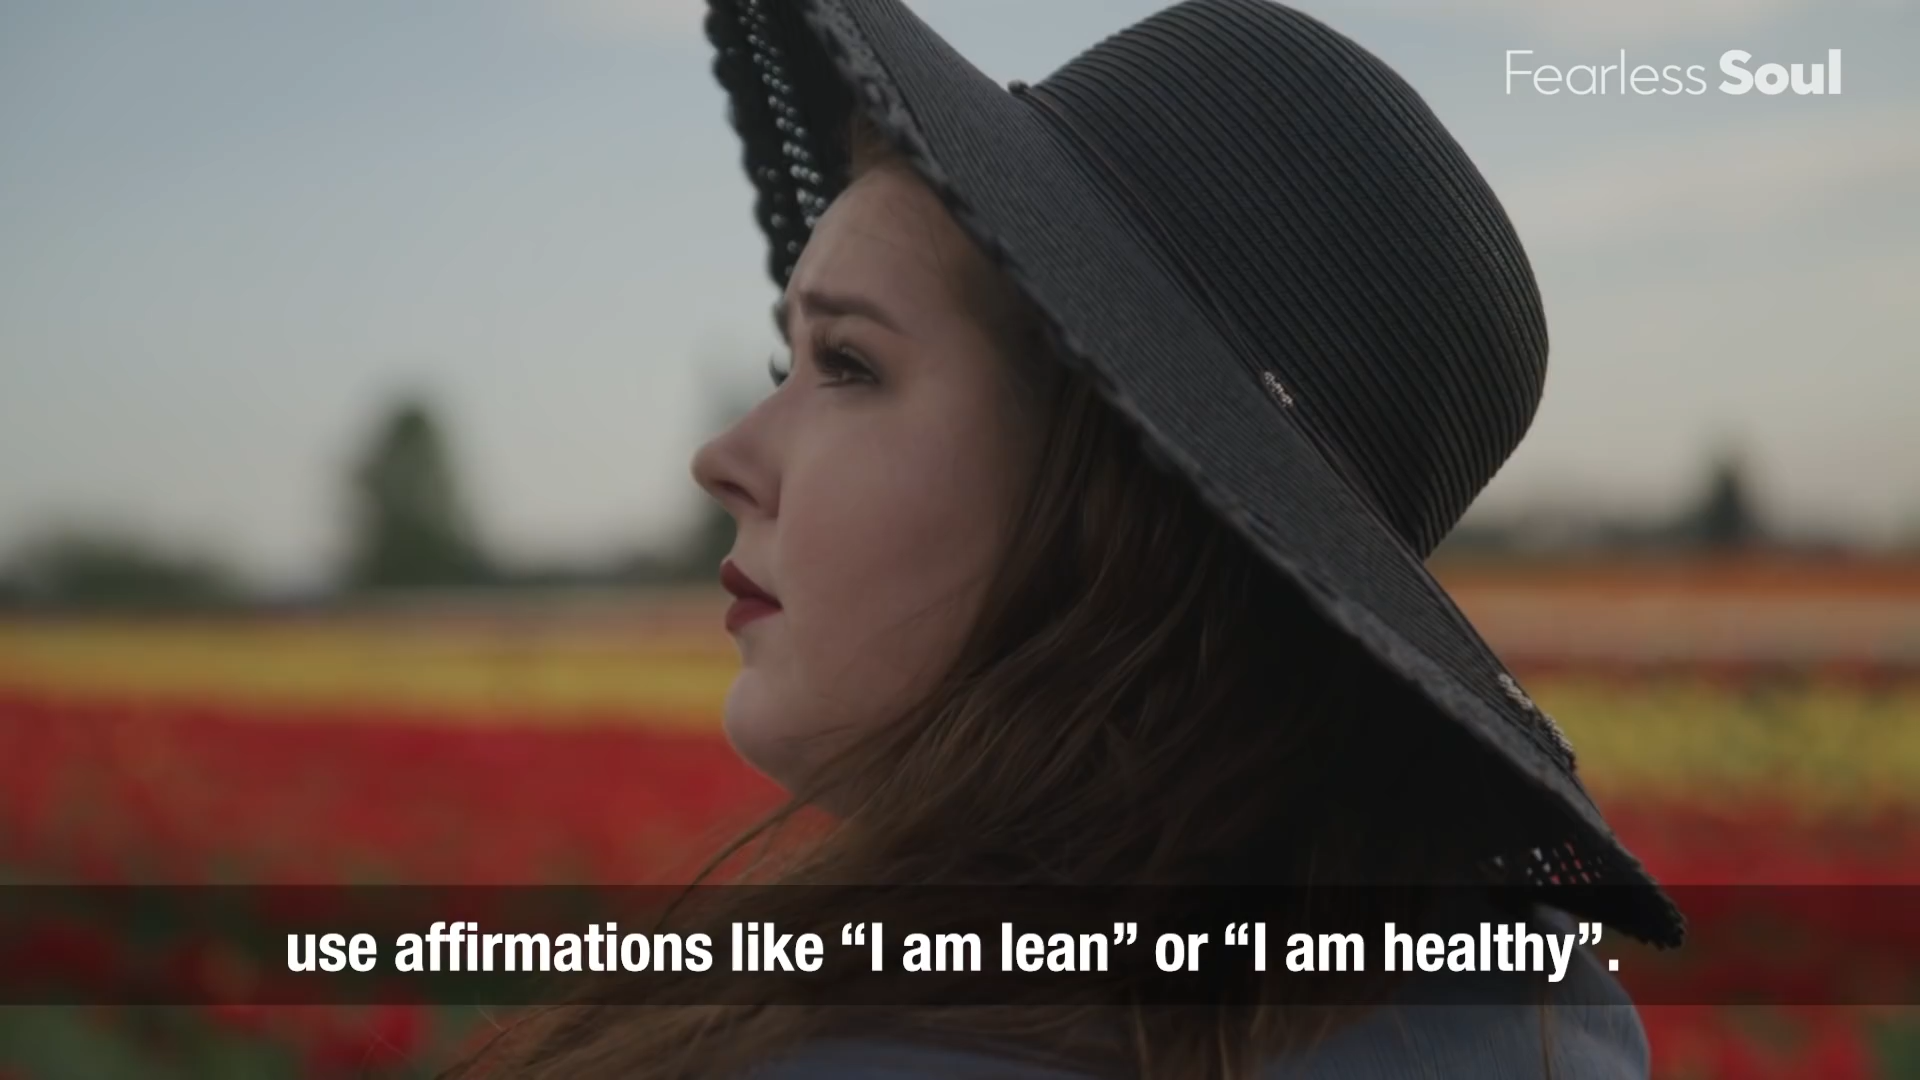 Fearless Soul
use affirmations like “I am lean” or “I am healthy”.